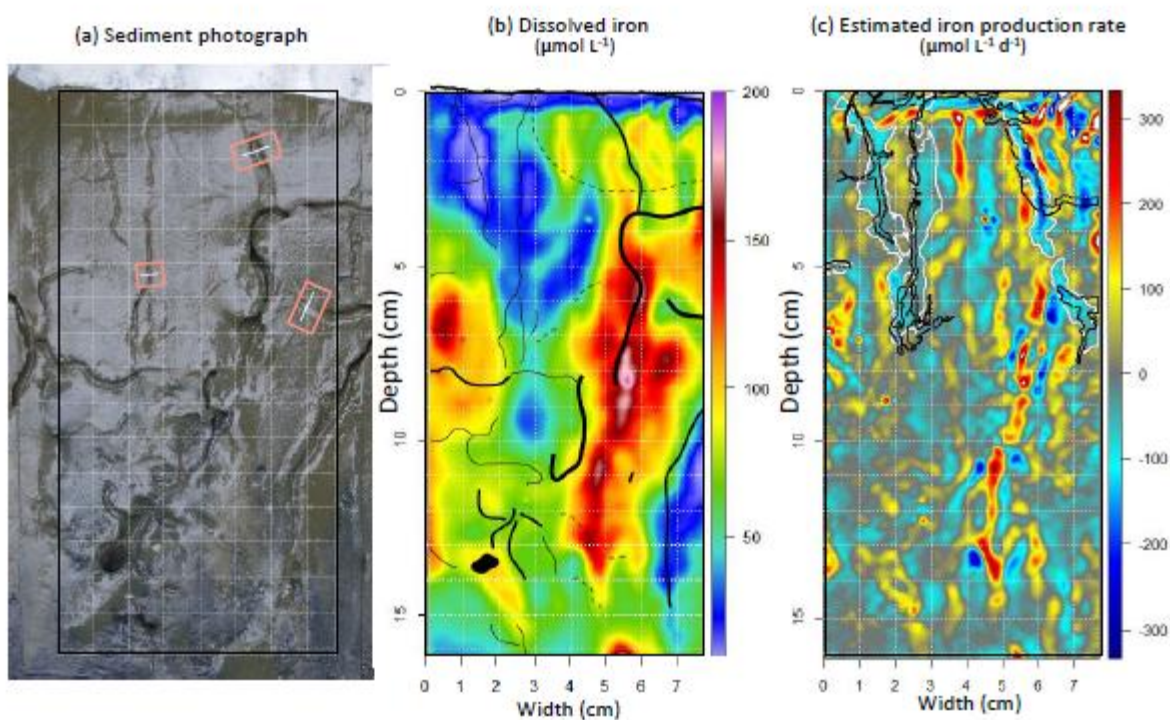 (a) Sediment photograph
(b) Dissolved iron
(µmol L⁻¹)
(c) Estimated iron production rate
(µmol L⁻¹ d⁻¹)
Depth (cm)
0
5
10
15
0 1 2 3 4 5 6 7
Width (cm)
200
150
100
50
Depth (cm)
0
5
10
15
0 1 2 3 4 5 6 7
Width (cm)
300
200
100
0
-100
-200
-300